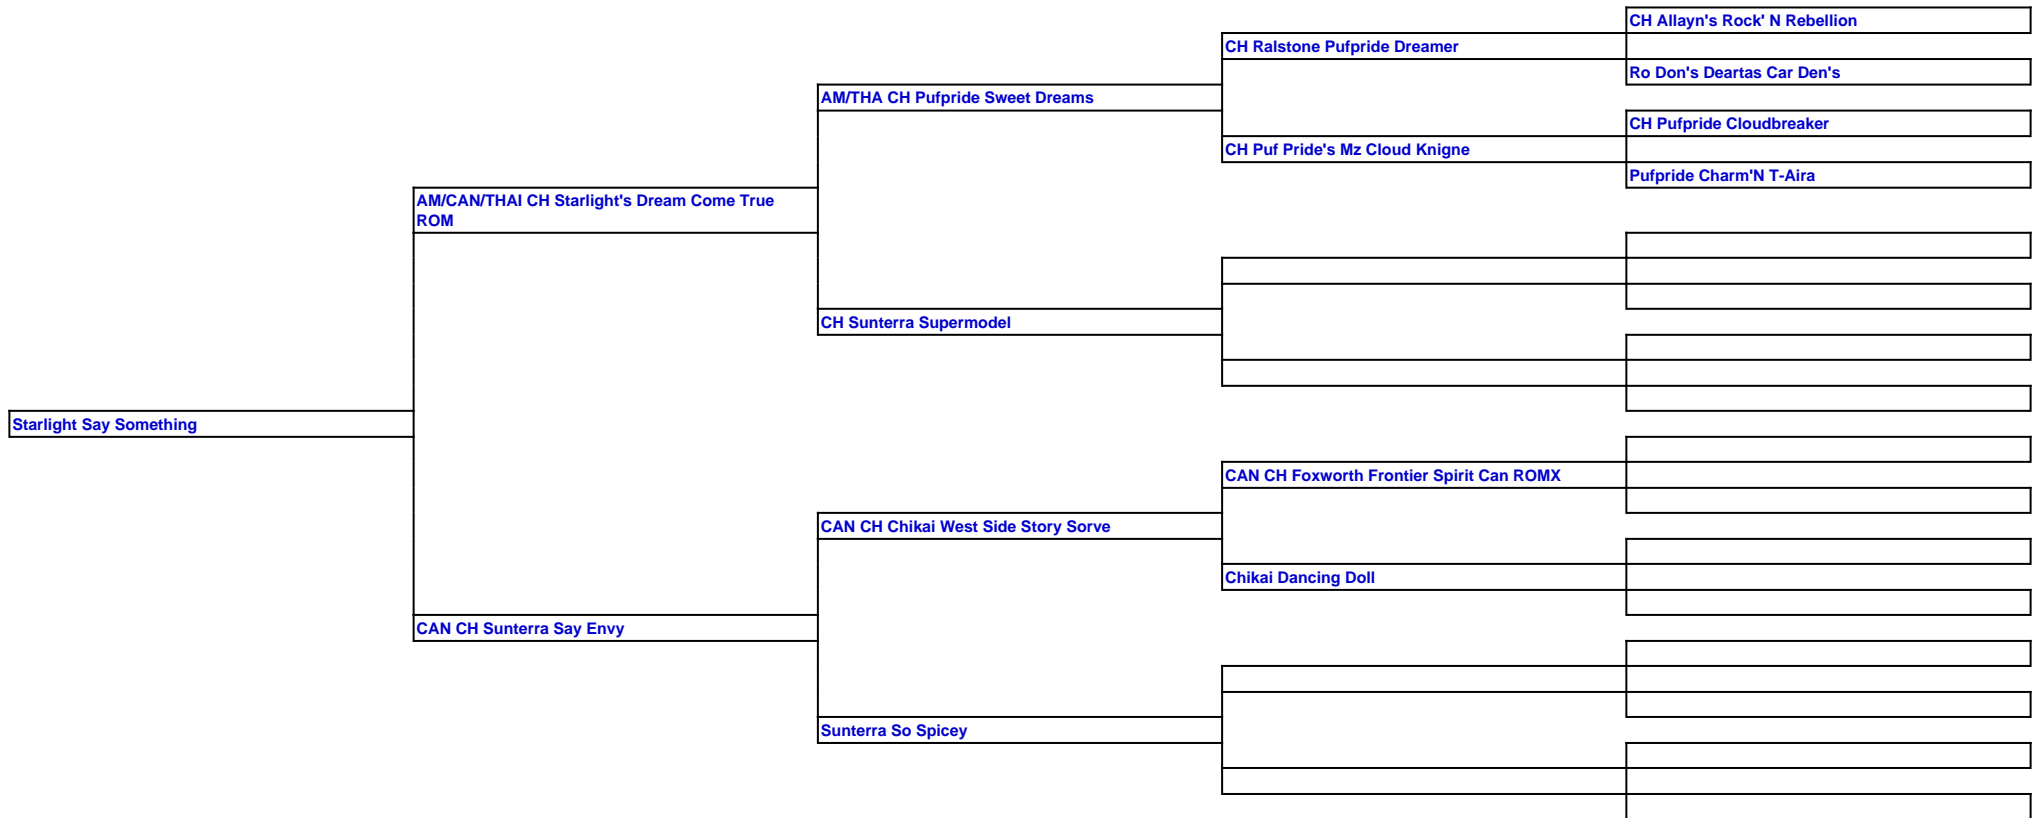 CH Allayn's Rock' N Rebellion
CH Ralstone Pufpride Dreamer
Ro Don's Deartas Car Den's
AM/THA CH Pufpride Sweet Dreams
CH Pufpride Cloudbreaker
CH Puf Pride's Mz Cloud Knigne
Pufpride Charm'N T-Aira
AM/CAN/THAI CH Starlight's Dream Come True
ROM
CH Sunterra Supermodel
Starlight Say Something
CAN CH Foxworth Frontier Spirit Can ROMX
CAN CH Chikai West Side Story Sorve
Chikai Dancing Doll
CAN CH Sunterra Say Envy
Sunterra So Spicey